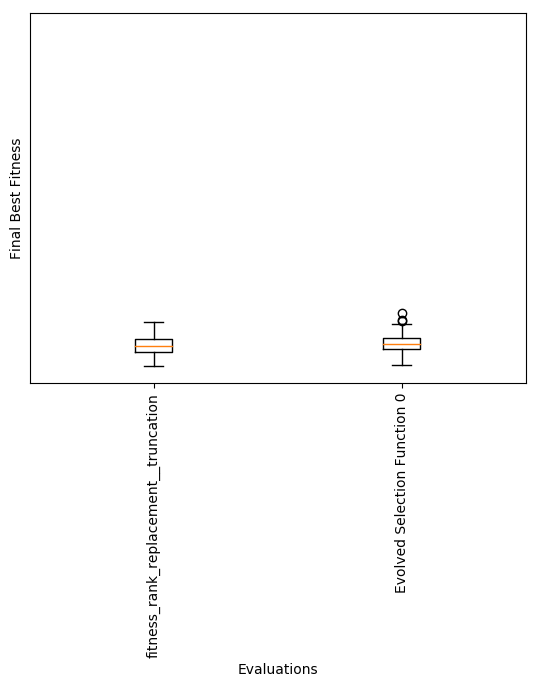 Final Best Fitness
fitness_rank_replacement__truncation
Evolved Selection Function 0
Evaluations